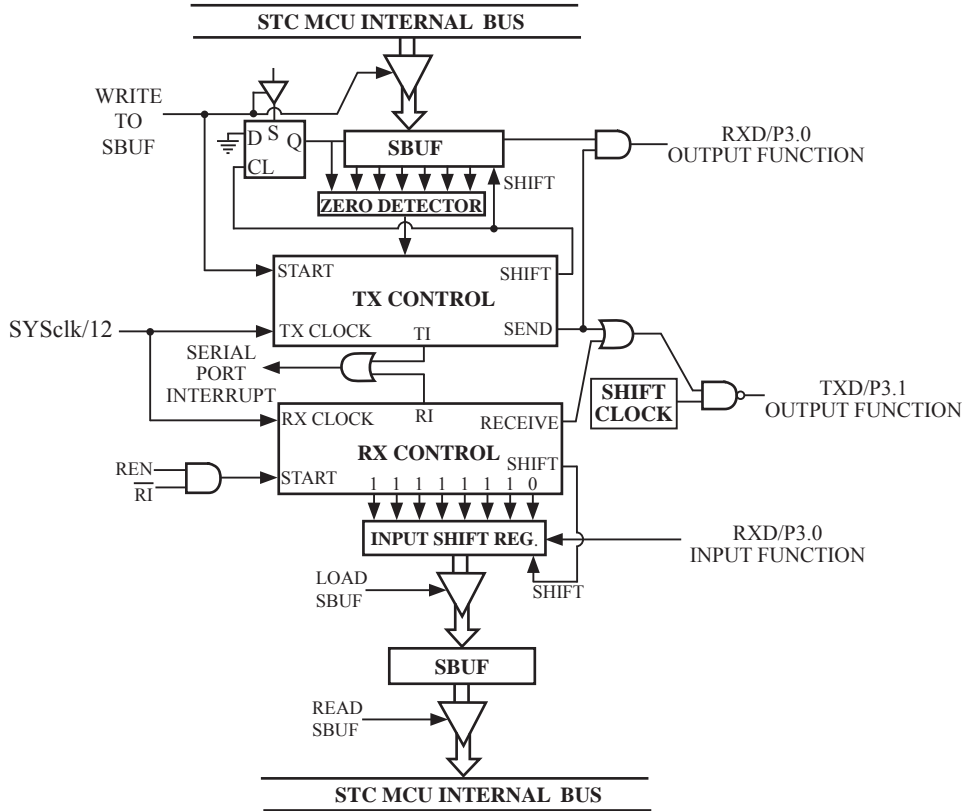 STC MCU INTERNAL BUS
WRITE
TO
SBUF
D S Q
CL
SBUF
RXD/P3.0
OUTPUT FUNCTION
SHIFT
ZERO DETECTOR
START
SHIFT
TX CONTROL
SYSclk/12
TX CLOCK
TI
SEND
SERIAL
PORT
INTERRUPT
SHIFT
CLOCK
TXD/P3.1
OUTPUT FUNCTION
RX CLOCK
RI
RECEIVE
RX CONTROL
SHIFT
REN
RI
START
1 1 1 1 1 1 1 0
INPUT SHIFT REG.
RXD/P3.0
INPUT FUNCTION
LOAD
SBUF
SHIFT
SBUF
READ
SBUF
STC MCU INTERNAL BUS